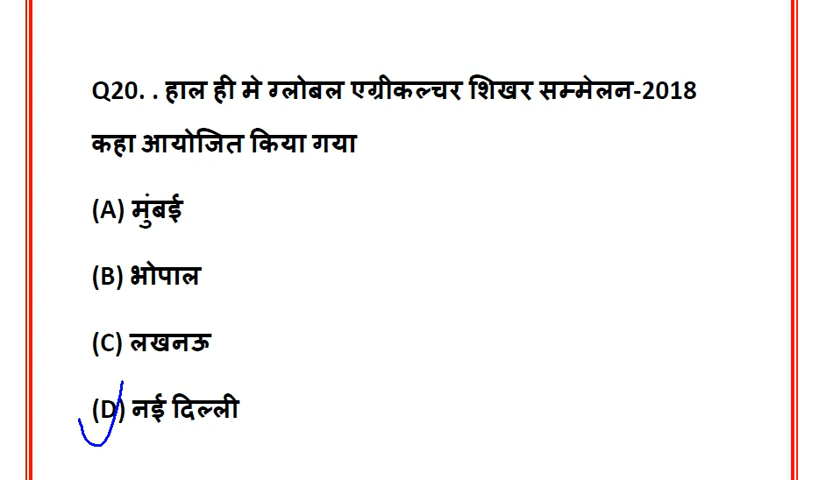 Q20. . हाल ही मे ग्लोबल एग्रीकल्चर शिखर सम्मेलन-2018
कहा आयोजित किया गया
(A) मुंबई
(B) भोपाल
(C) लखनऊ
(D) नई दिल्ली